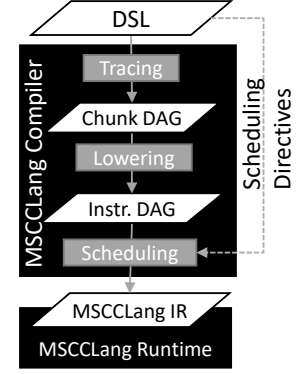 DSL
Tracing
Chunk DAG
Lowering
Instr. DAG
Scheduling
MSCCLang Compiler
Scheduling
Directives
MSCCLang IR
MSCCLang Runtime